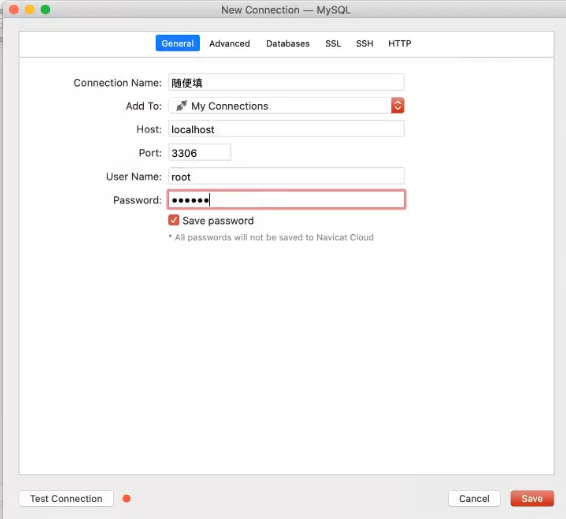 New Connection — MySQL
General Advanced Databases SSL SSH HTTP
Connection Name: 随便填
Add To: My Connections
Host: localhost
Port: 3306
User Name: root
Password: ••••••
Save password
* All passwords will not be saved to Navicat Cloud
Test Connection Cancel Save